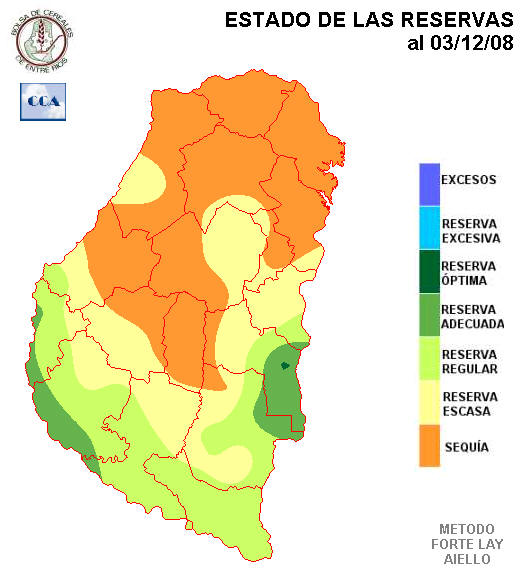 BOLSA DE CEREALES
DE ENTRE RIOS
CCA
ESTADO DE LAS RESERVAS
al 03/12/08
EXCESOS
RESERVA
EXCESIVA
RESERVA
ÓPTIMA
RESERVA
ADECUADA
RESERVA
REGULAR
RESERVA
ESCASA
SEQUÍA
METODO
FORTE LAY
AIELLO